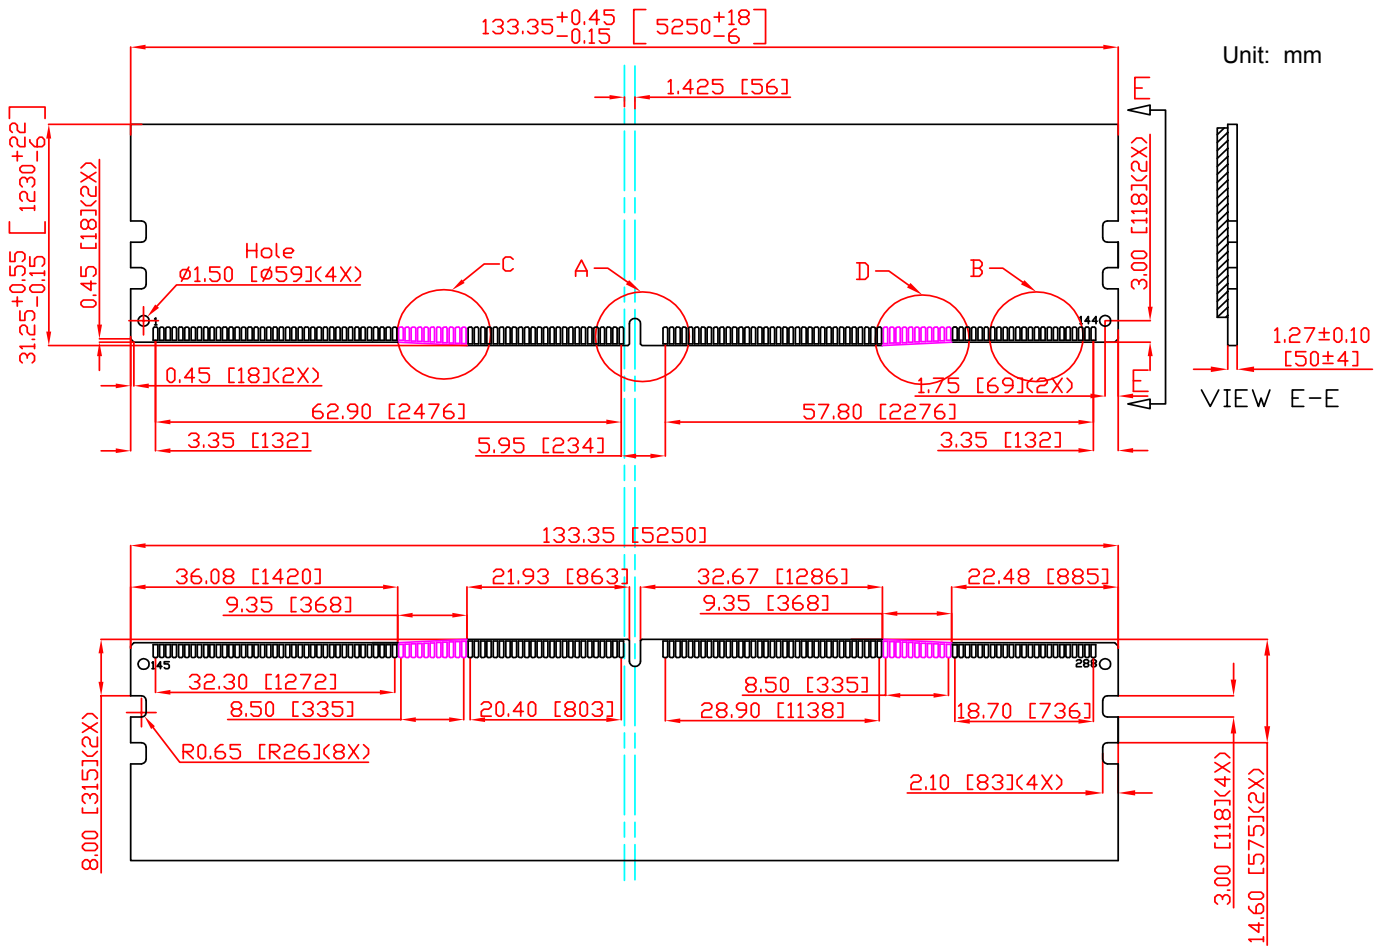 133.35+0.45-0.15 [ 5250+18-6 ]
Unit: mm
1.425 [56]
E
31.25+0.55-0.15 [ 1230+22-6 ]
0.45 [18](2X)
3.00 [118](2X)
Hole
ø1.50 [ø59](4X)
C
A
D
B
1
144
1.27±0.10
[50±4]
0.45 [18](2X)
1.75 [69](2X)
E
VIEW E-E
62.90 [2476]
57.80 [2276]
3.35 [132]
5.95 [234]
3.35 [132]
133.35 [5250]
36.08 [1420]
21.93 [863]
32.67 [1286]
22.48 [885]
9.35 [368]
9.35 [368]
145
288
32.30 [1272]
8.50 [335]
8.50 [335]
20.40 [803]
28.90 [1138]
18.70 [736]
8.00 [315](2X)
R0.65 [R26](8X)
2.10 [83](4X)
3.00 [118](4X)
14.60 [575](2X)